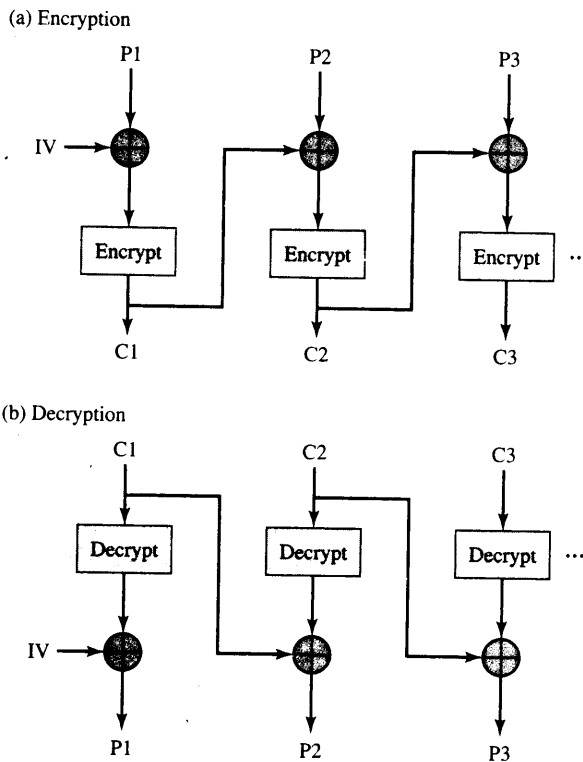 (a) Encryption
P1 P2 P3
IV
Encrypt Encrypt Encrypt ..
C1 C2 C3
(b) Decryption
C1 C2 C3
Decrypt Decrypt Decrypt ...
IV
P1 P2 P3